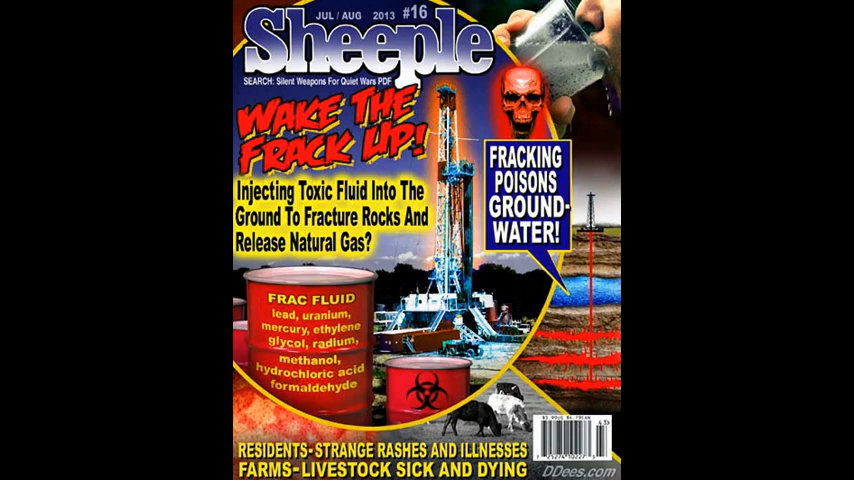 JUL / AUG 2013 #16
Sheeple
SEARCH: Silent Weapons For Quiet Wars PDF
WAKE THE
FRACK UP!
Injecting Toxic Fluid Into The
Ground To Fracture Rocks And
Release Natural Gas?
FRACKING
POISONS
GROUND-
WATER!
FRAC FLUID
lead, uranium,
mercury, ethylene
glycol, radium,
methanol,
hydrochloric acid
formaldehyde
RESIDENTS-STRANGE RASHES AND ILLNESSES
FARMS-LIVESTOCK SICK AND DYING
DDees.com